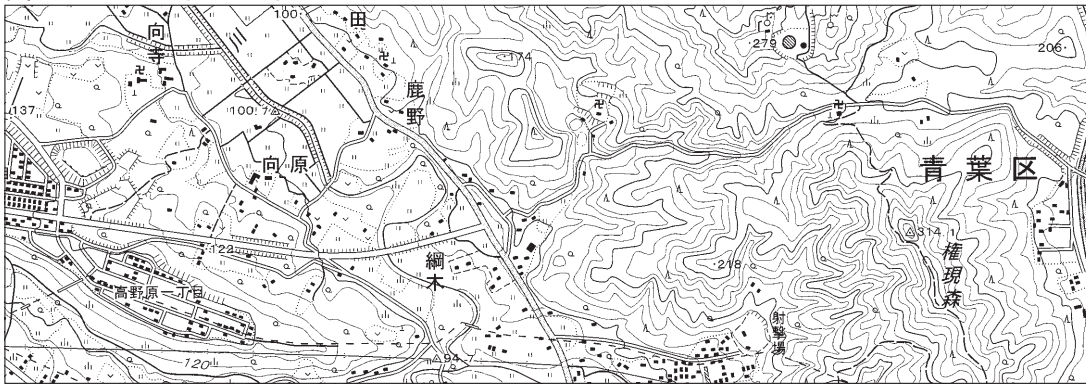 100
田
向寺
279
174
206
137
鹿野
100.7
向原
青葉区
314.1
122
権現森
綱木
218
高野原一丁目
射撃場
94.7
120